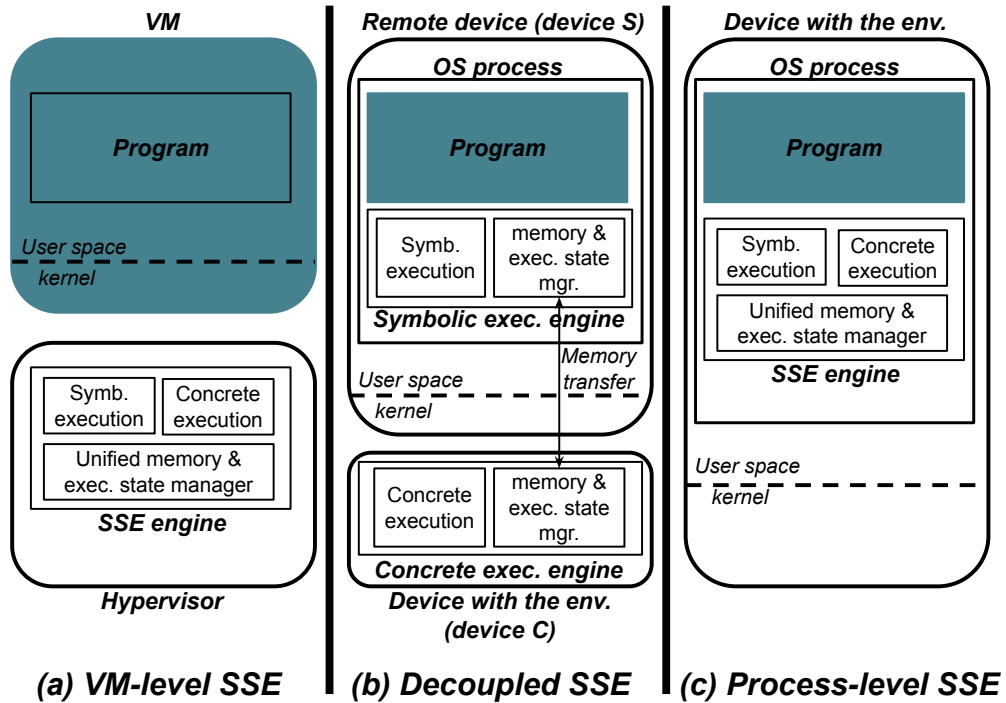 VM
Program
User space
kernel
Symb.
execution
Concrete
execution
Unified memory &
exec. state manager
SSE engine
Hypervisor
(a) VM-level SSE
Remote device (device S)
OS process
Program
Symb.
execution
memory &
exec. state
mgr.
Symbolic exec. engine
Memory
transfer
User space
kernel
Concrete
execution
memory &
exec. state
mgr.
Concrete exec. engine
Device with the env.
(device C)
(b) Decoupled SSE
Device with the env.
OS process
Program
Symb.
execution
Concrete
execution
Unified memory &
exec. state manager
SSE engine
User space
kernel
(c) Process-level SSE